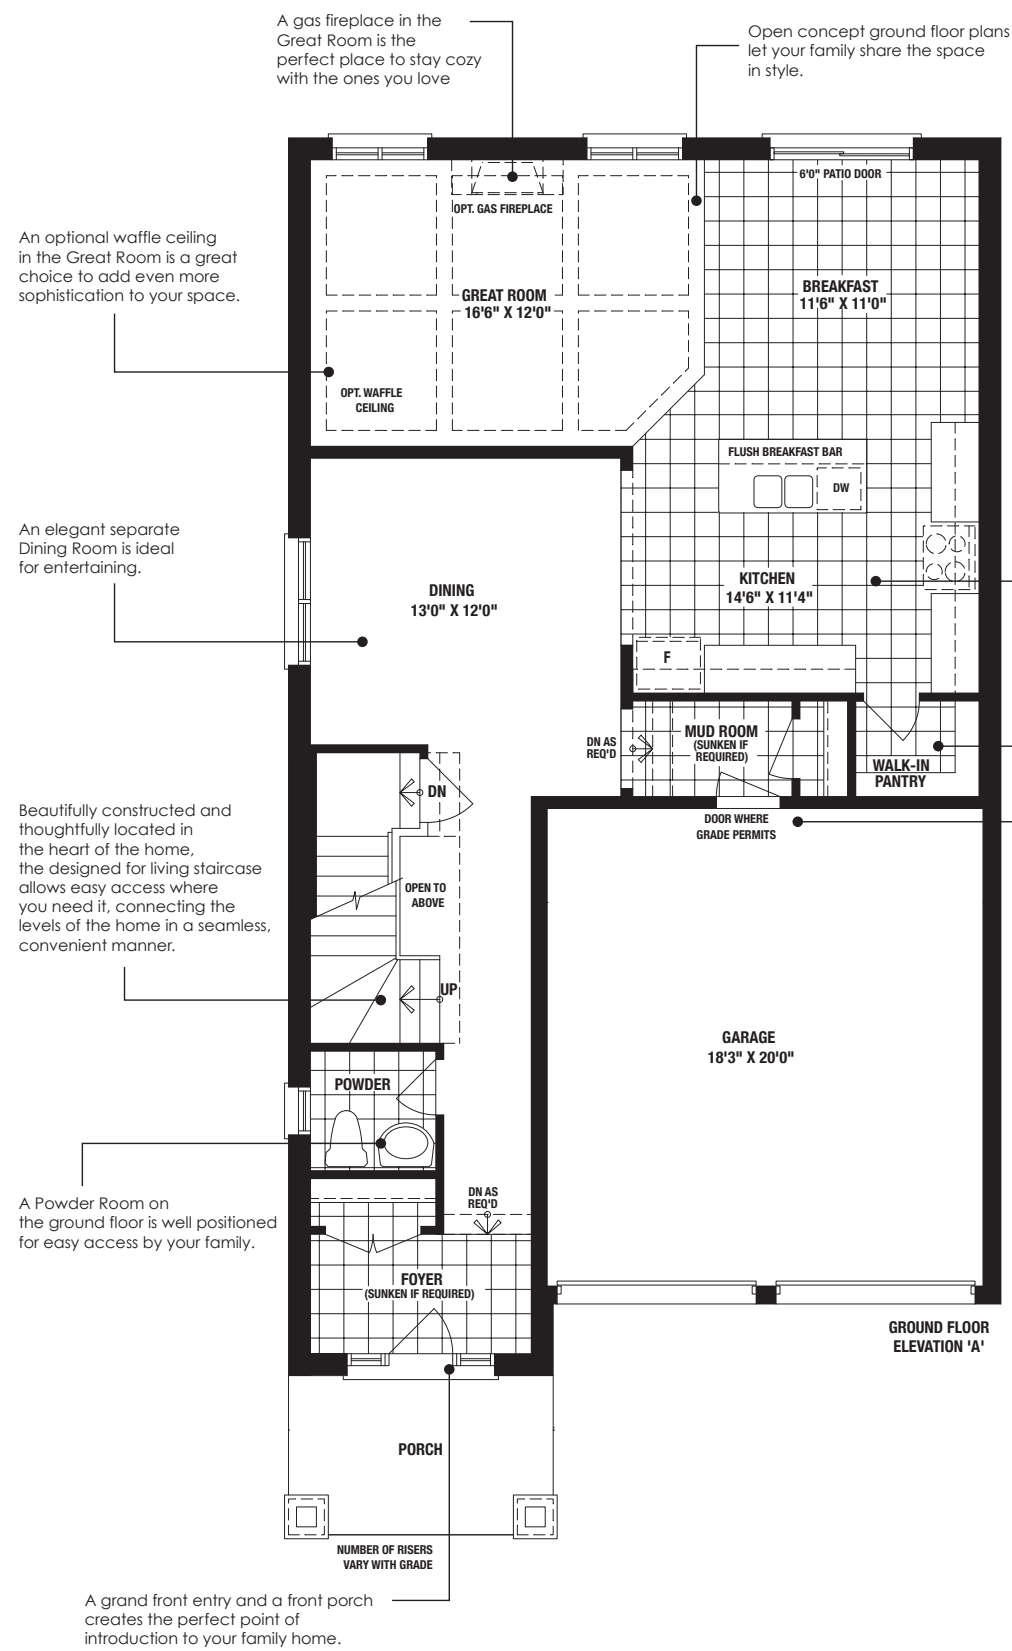 A gas fireplace in the
Great Room is the
perfect place to stay cozy
with the ones you love
Open concept ground floor plans
let your family share the space
in style.
6'0" PATIO DOOR
OPT. GAS FIREPLACE
An optional waffle ceiling
in the Great Room is a great
choice to add even more
sophistication to your space.
GREAT ROOM
16'6" X 12'0"
BREAKFAST
11'6" X 11'0"
OPT. WAFFLE
CEILING
FLUSH BREAKFAST BAR
DW
An elegant separate
Dining Room is ideal
for entertaining.
DINING
13'0" X 12'0"
KITCHEN
14'6" X 11'4"
F
DN AS
REQ'D
MUD ROOM
(SUNKEN IF
REQUIRED)
WALK-IN
PANTRY
DN
DOOR WHERE
GRADE PERMITS
Beautifully constructed and
thoughtfully located in
the heart of the home,
the designed for living staircase
allows easy access where
you need it, connecting the
levels of the home in a seamless,
convenient manner.
OPEN TO
ABOVE
UP
GARAGE
18'3" X 20'0"
POWDER
A Powder Room on
the ground floor is well positioned
for easy access by your family.
DN AS
REQ'D
FOYER
(SUNKEN IF REQUIRED)
GROUND FLOOR
ELEVATION 'A'
PORCH
NUMBER OF RISERS
VARY WITH GRADE
A grand front entry and a front porch
creates the perfect point of
introduction to your family home.